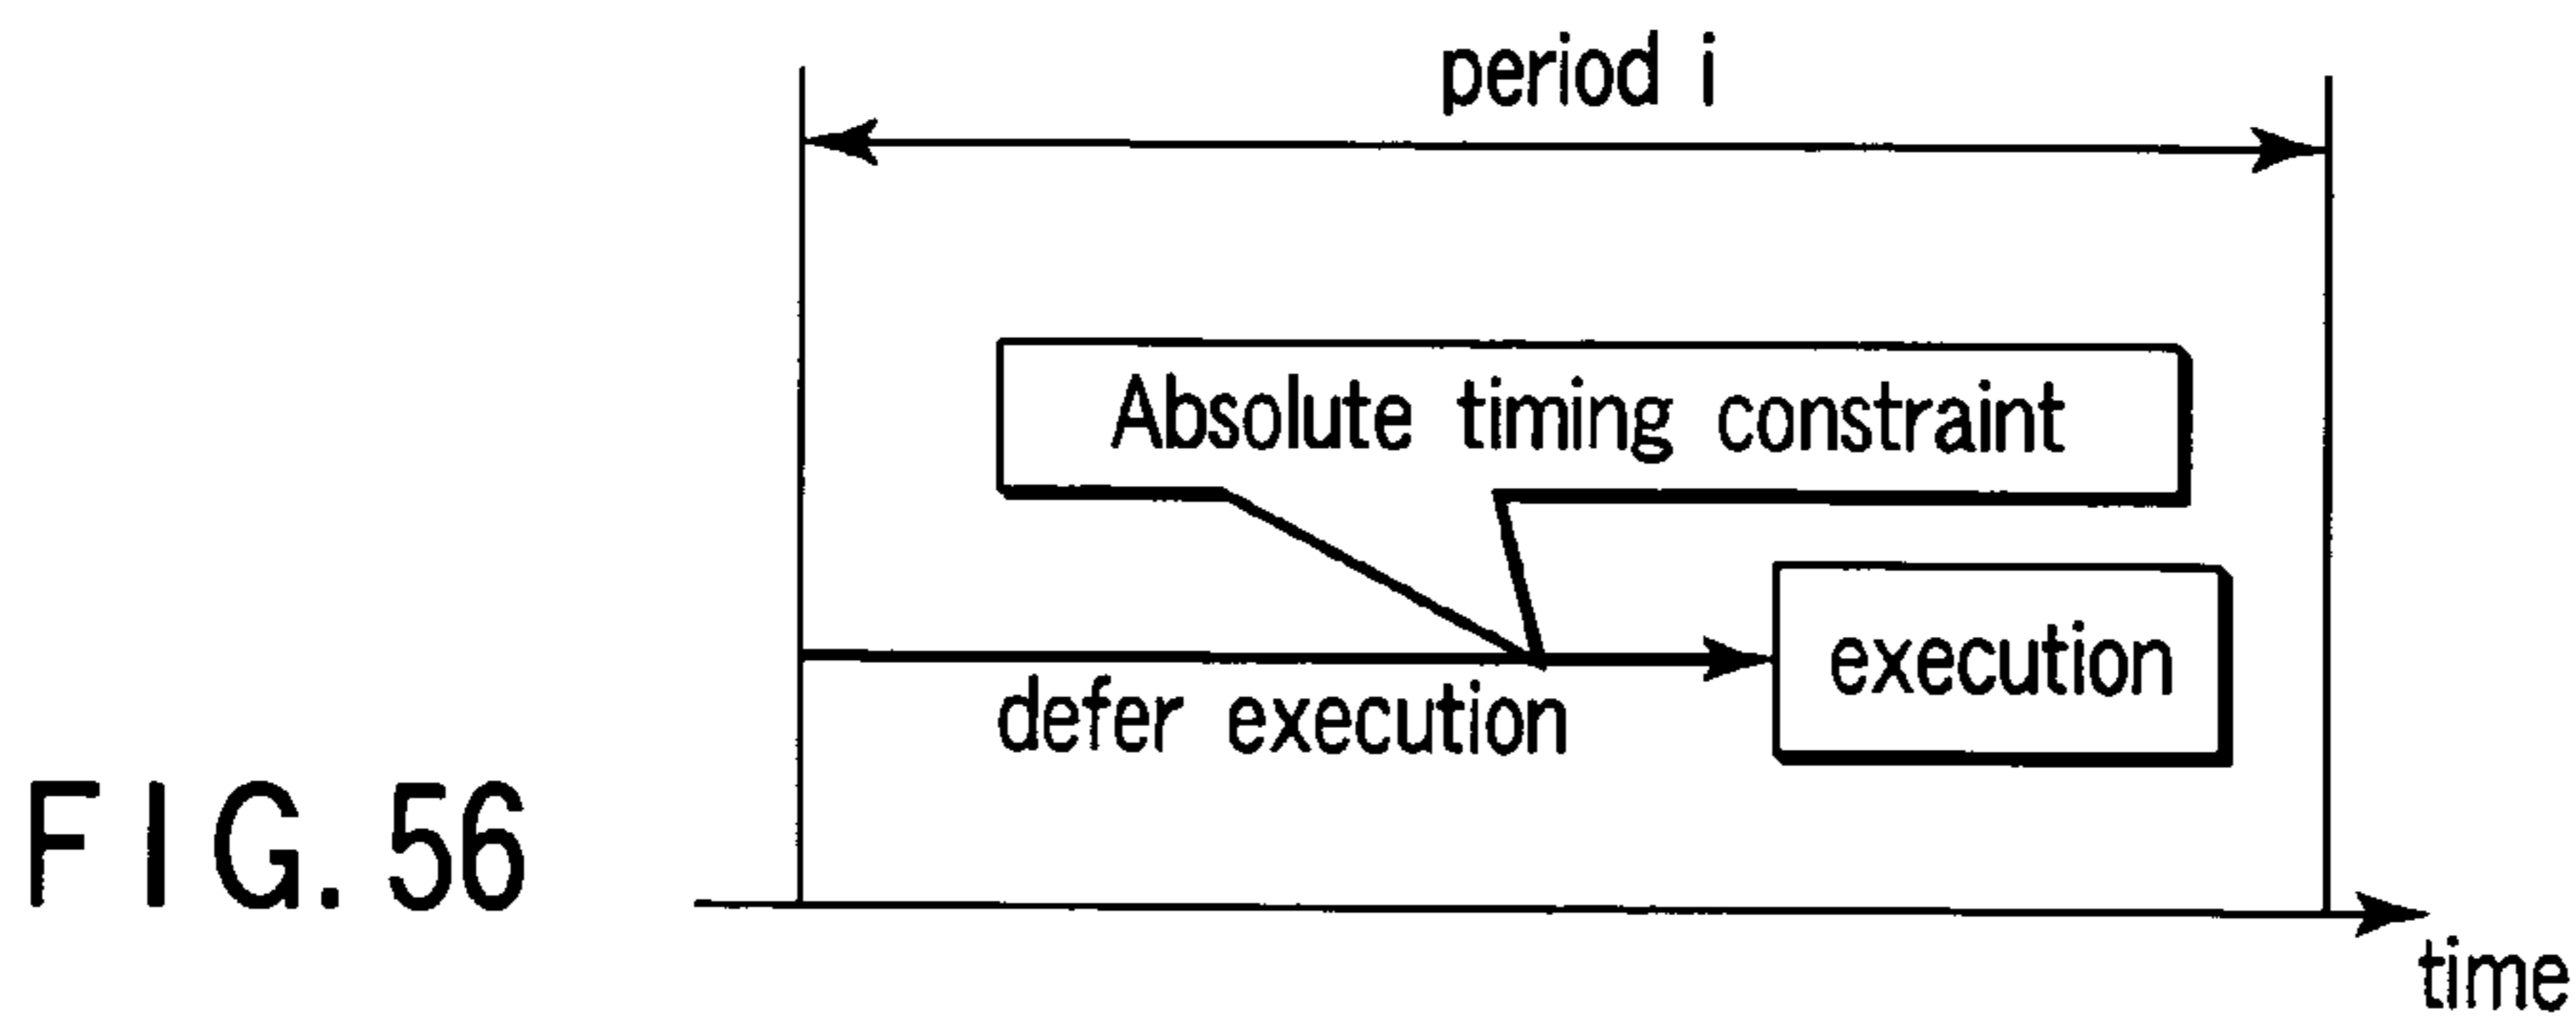 period i
Absolute timing constraint
execution
defer execution
FIG. 56
time